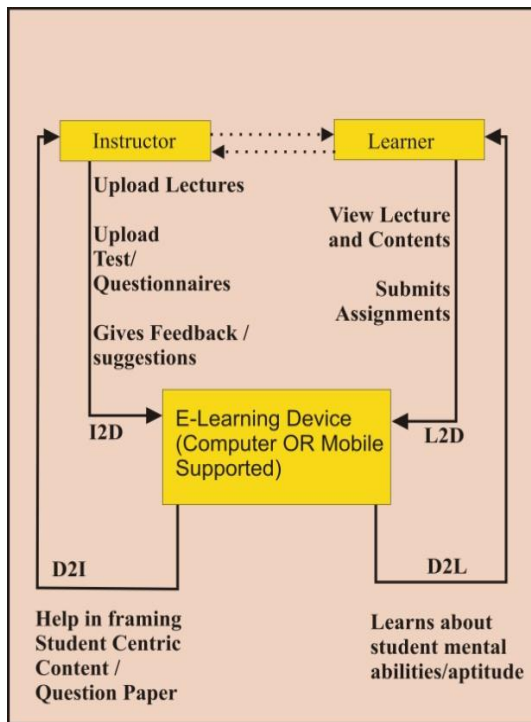 Instructor
Learner
Upload Lectures
Upload
Test/
Questionnaires
Gives Feedback /
suggestions
View Lecture
and Contents
Submits
Assignments
I2D
E-Learning Device
(Computer OR Mobile
Supported)
L2D
D2I
D2L
Help in framing
Student Centric
Content /
Question Paper
Learns about
student mental
abilities/aptitude